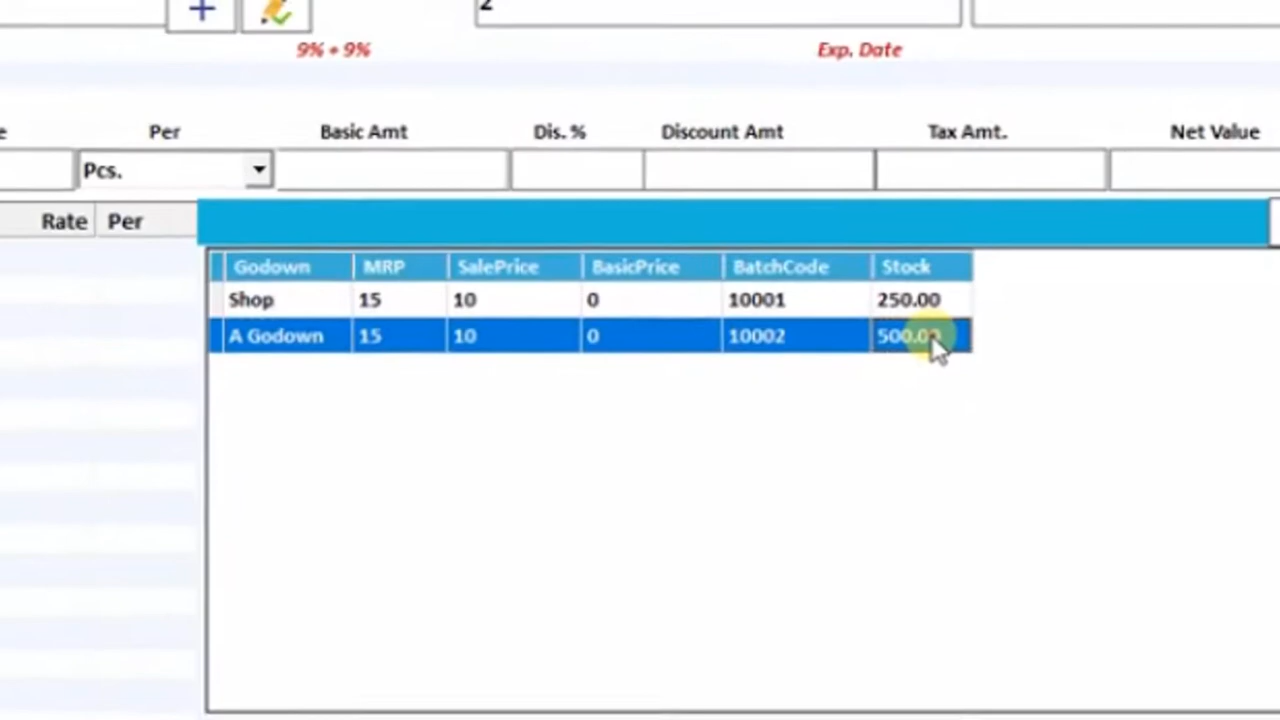 2
9% + 9% Exp. Date
e Per Basic Amt Dis. % Discount Amt Tax Amt. Net Value
Pcs.
Rate Per
Godown MRP SalePrice BasicPrice BatchCode Stock
Shop 15 10 0 10001 250.00
A Godown 15 10 0 10002 500.00